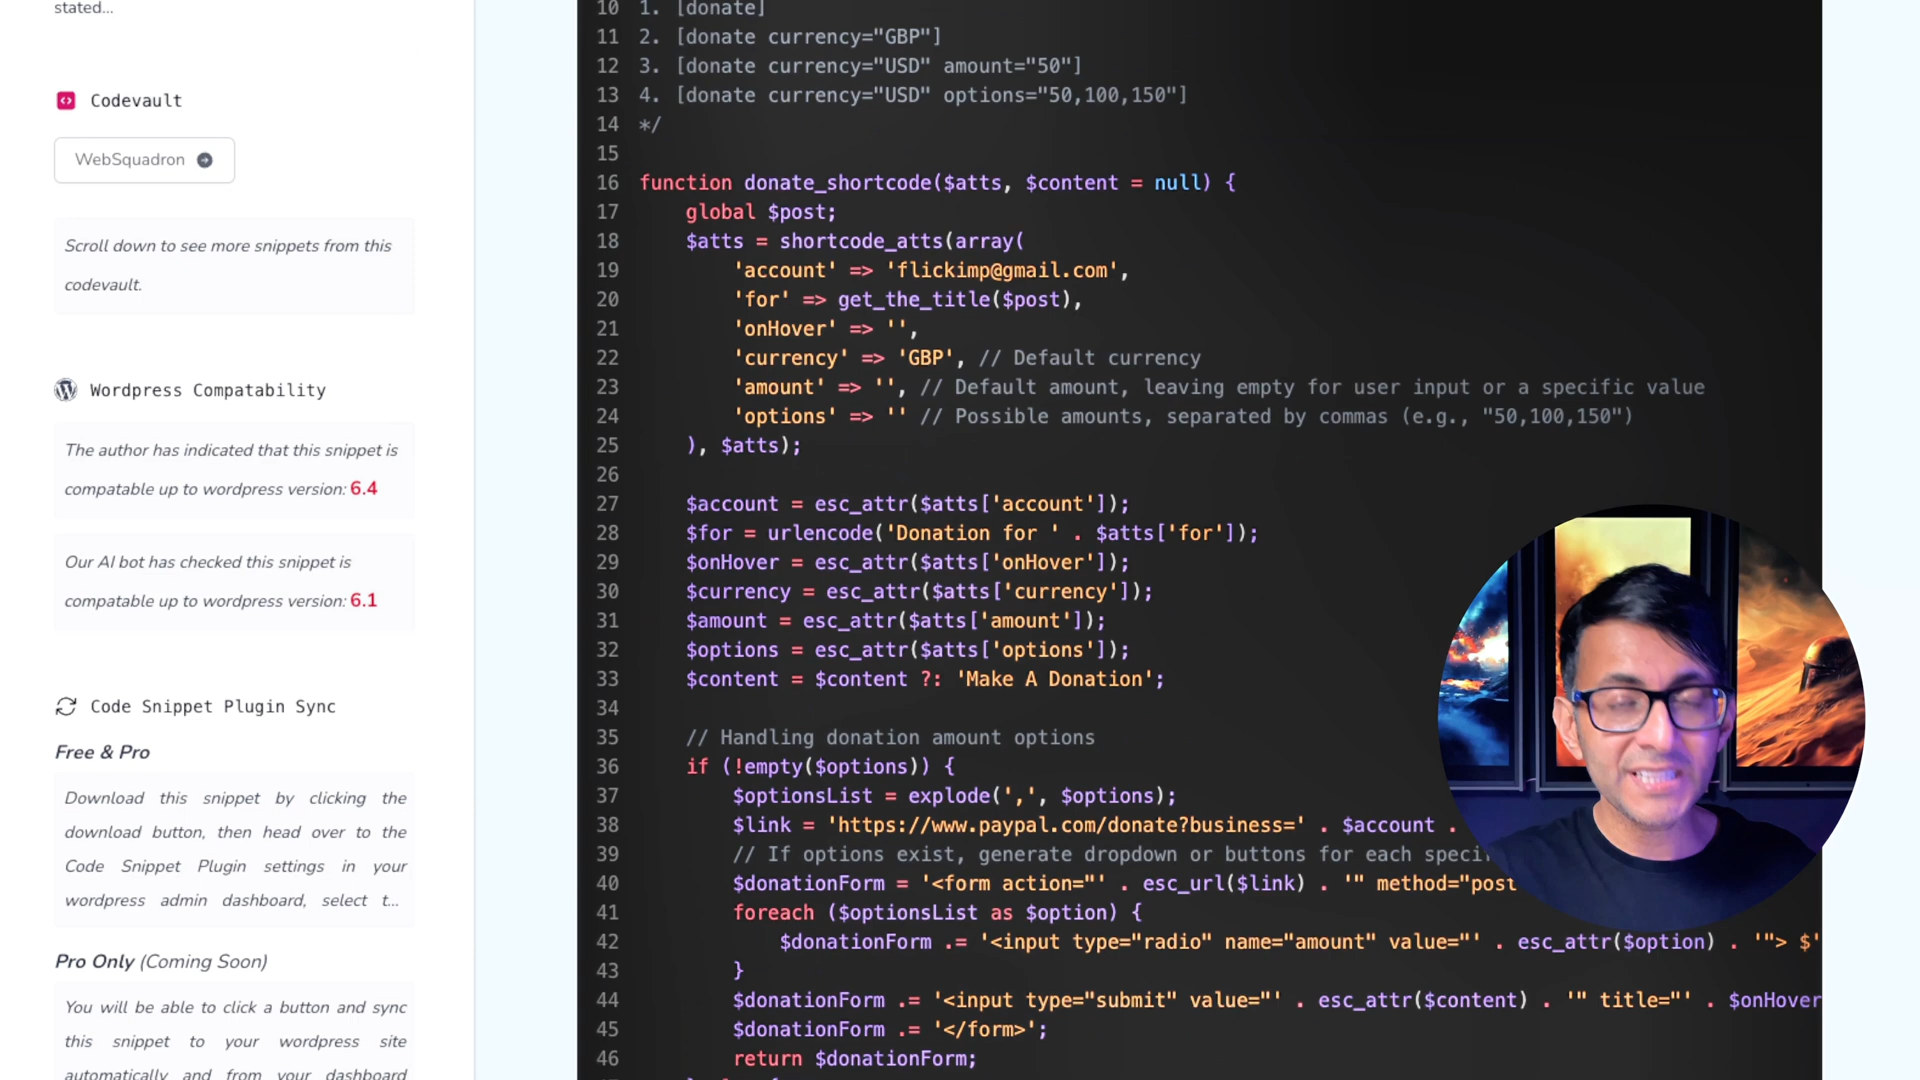 stated...
Codevault
WebSquadron
Scroll down to see more snippets from this
codevault.
Wordpress Compatability
The author has indicated that this snippet is
compatable up to wordpress version: 6.4
Our AI bot has checked this snippet is
compatable up to wordpress version: 6.1
Code Snippet Plugin Sync
Free & Pro
Download this snippet by clicking the
download button, then head over to the
Code Snippet Plugin settings in your
wordpress admin dashboard, select t...
Pro Only (Coming Soon)
You will be able to click a button and sync
this snippet to your wordpress site
automatically and from your dashboard
10 1. [donate]
11 2. [donate currency="GBP"]
12 3. [donate currency="USD" amount="50"]
13 4. [donate currency="USD" options="50,100,150"]
14 */
15
16 function donate_shortcode($atts, $content = null) {
17 global $post;
18 $atts = shortcode_atts(array(
19 'account' => 'flickimp@gmail.com',
20 'for' => get_the_title($post),
21 'onHover' => '',
22 'currency' => 'GBP', // Default currency
23 'amount' => '', // Default amount, leaving empty for user input or a specific value
24 'options' => '' // Possible amounts, separated by commas (e.g., "50,100,150")
25 ), $atts);
26
27 $account = esc_attr($atts['account']);
28 $for = urlencode('Donation for ' . $atts['for']);
29 $onHover = esc_attr($atts['onHover']);
30 $currency = esc_attr($atts['currency']);
31 $amount = esc_attr($atts['amount']);
32 $options = esc_attr($atts['options']);
33 $content = $content ?: 'Make A Donation';
34
35 // Handling donation amount options
36 if (!empty($options)) {
37 $optionsList = explode(',', $options);
38 $link = 'https://www.paypal.com/donate?business=' . $account .
39 // If options exist, generate dropdown or buttons for each speci
40 $donationForm = '<form action="' . esc_url($link) . '" method="post
41 foreach ($optionsList as $option) {
42 $donationForm .= '<input type="radio" name="amount" value="' . esc_attr($option) . '"> $'
43 }
44 $donationForm .= '<input type="submit" value="' . esc_attr($content) . '" title="' . $onHover
45 $donationForm .= '</form>';
46 return $donationForm;